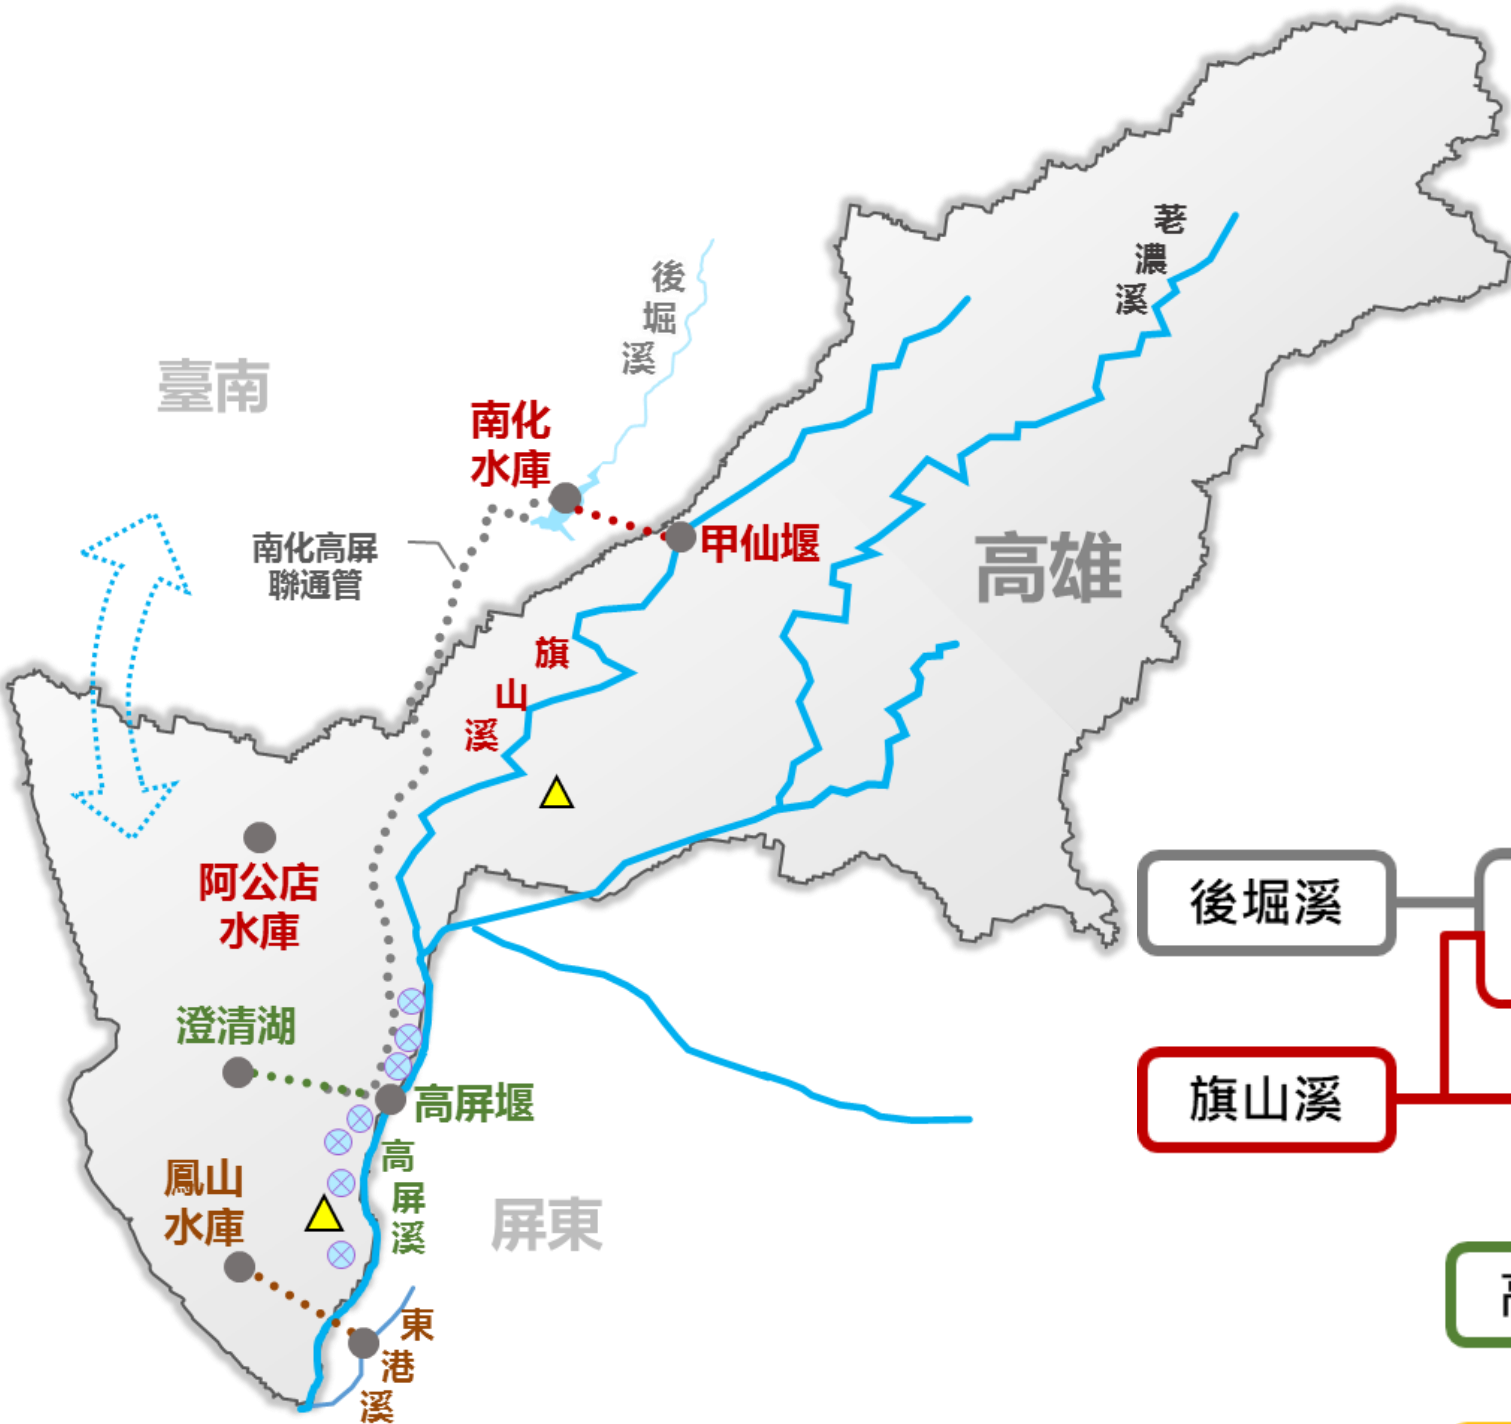 荖濃溪
後堀溪
臺南
南化
水庫
甲仙堰
南化高屏
聯通管
高雄
旗山溪
阿公店
水庫
後堀溪
澄清湖
旗山溪
高屏堰
高屏溪
鳳山
水庫
屏東
東港溪